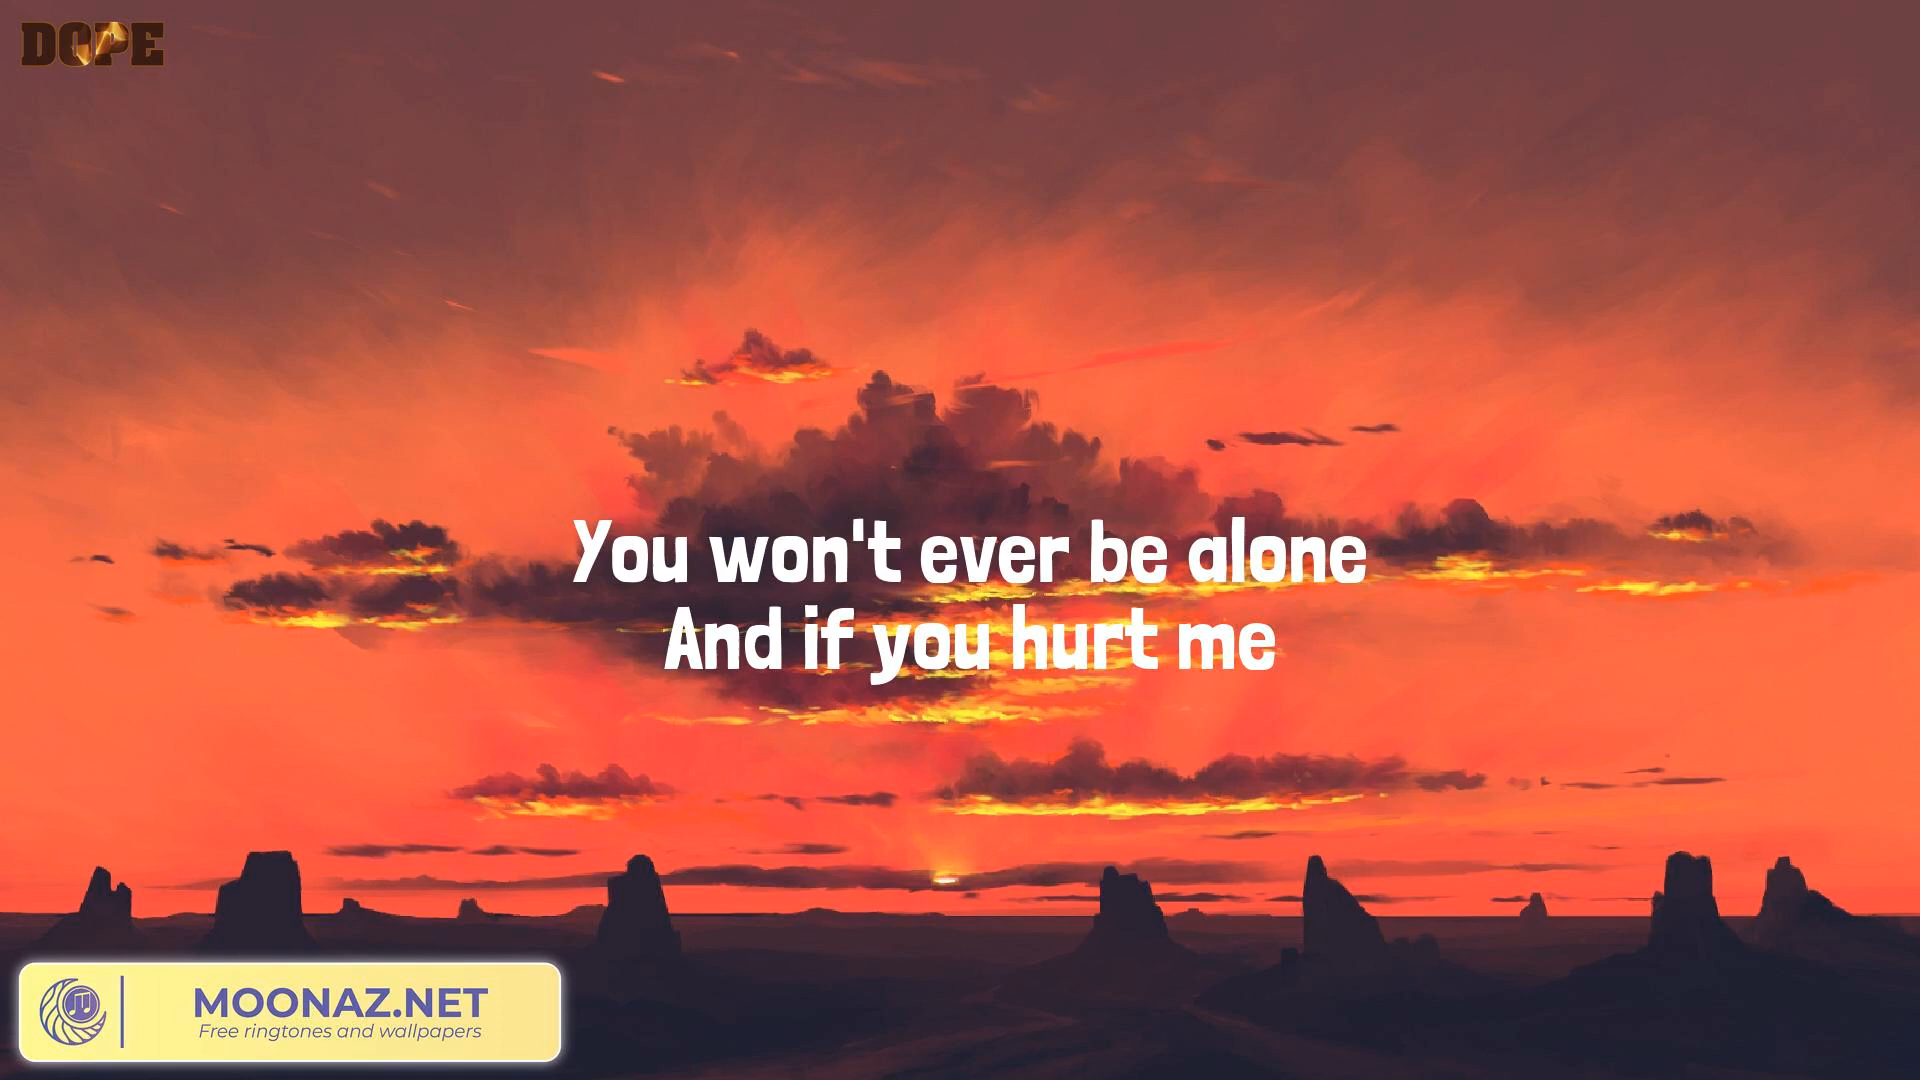 DOPE
You won't ever be alone
And if you hurt me
MOONAZ.NET
Free ringtones and wallpapers